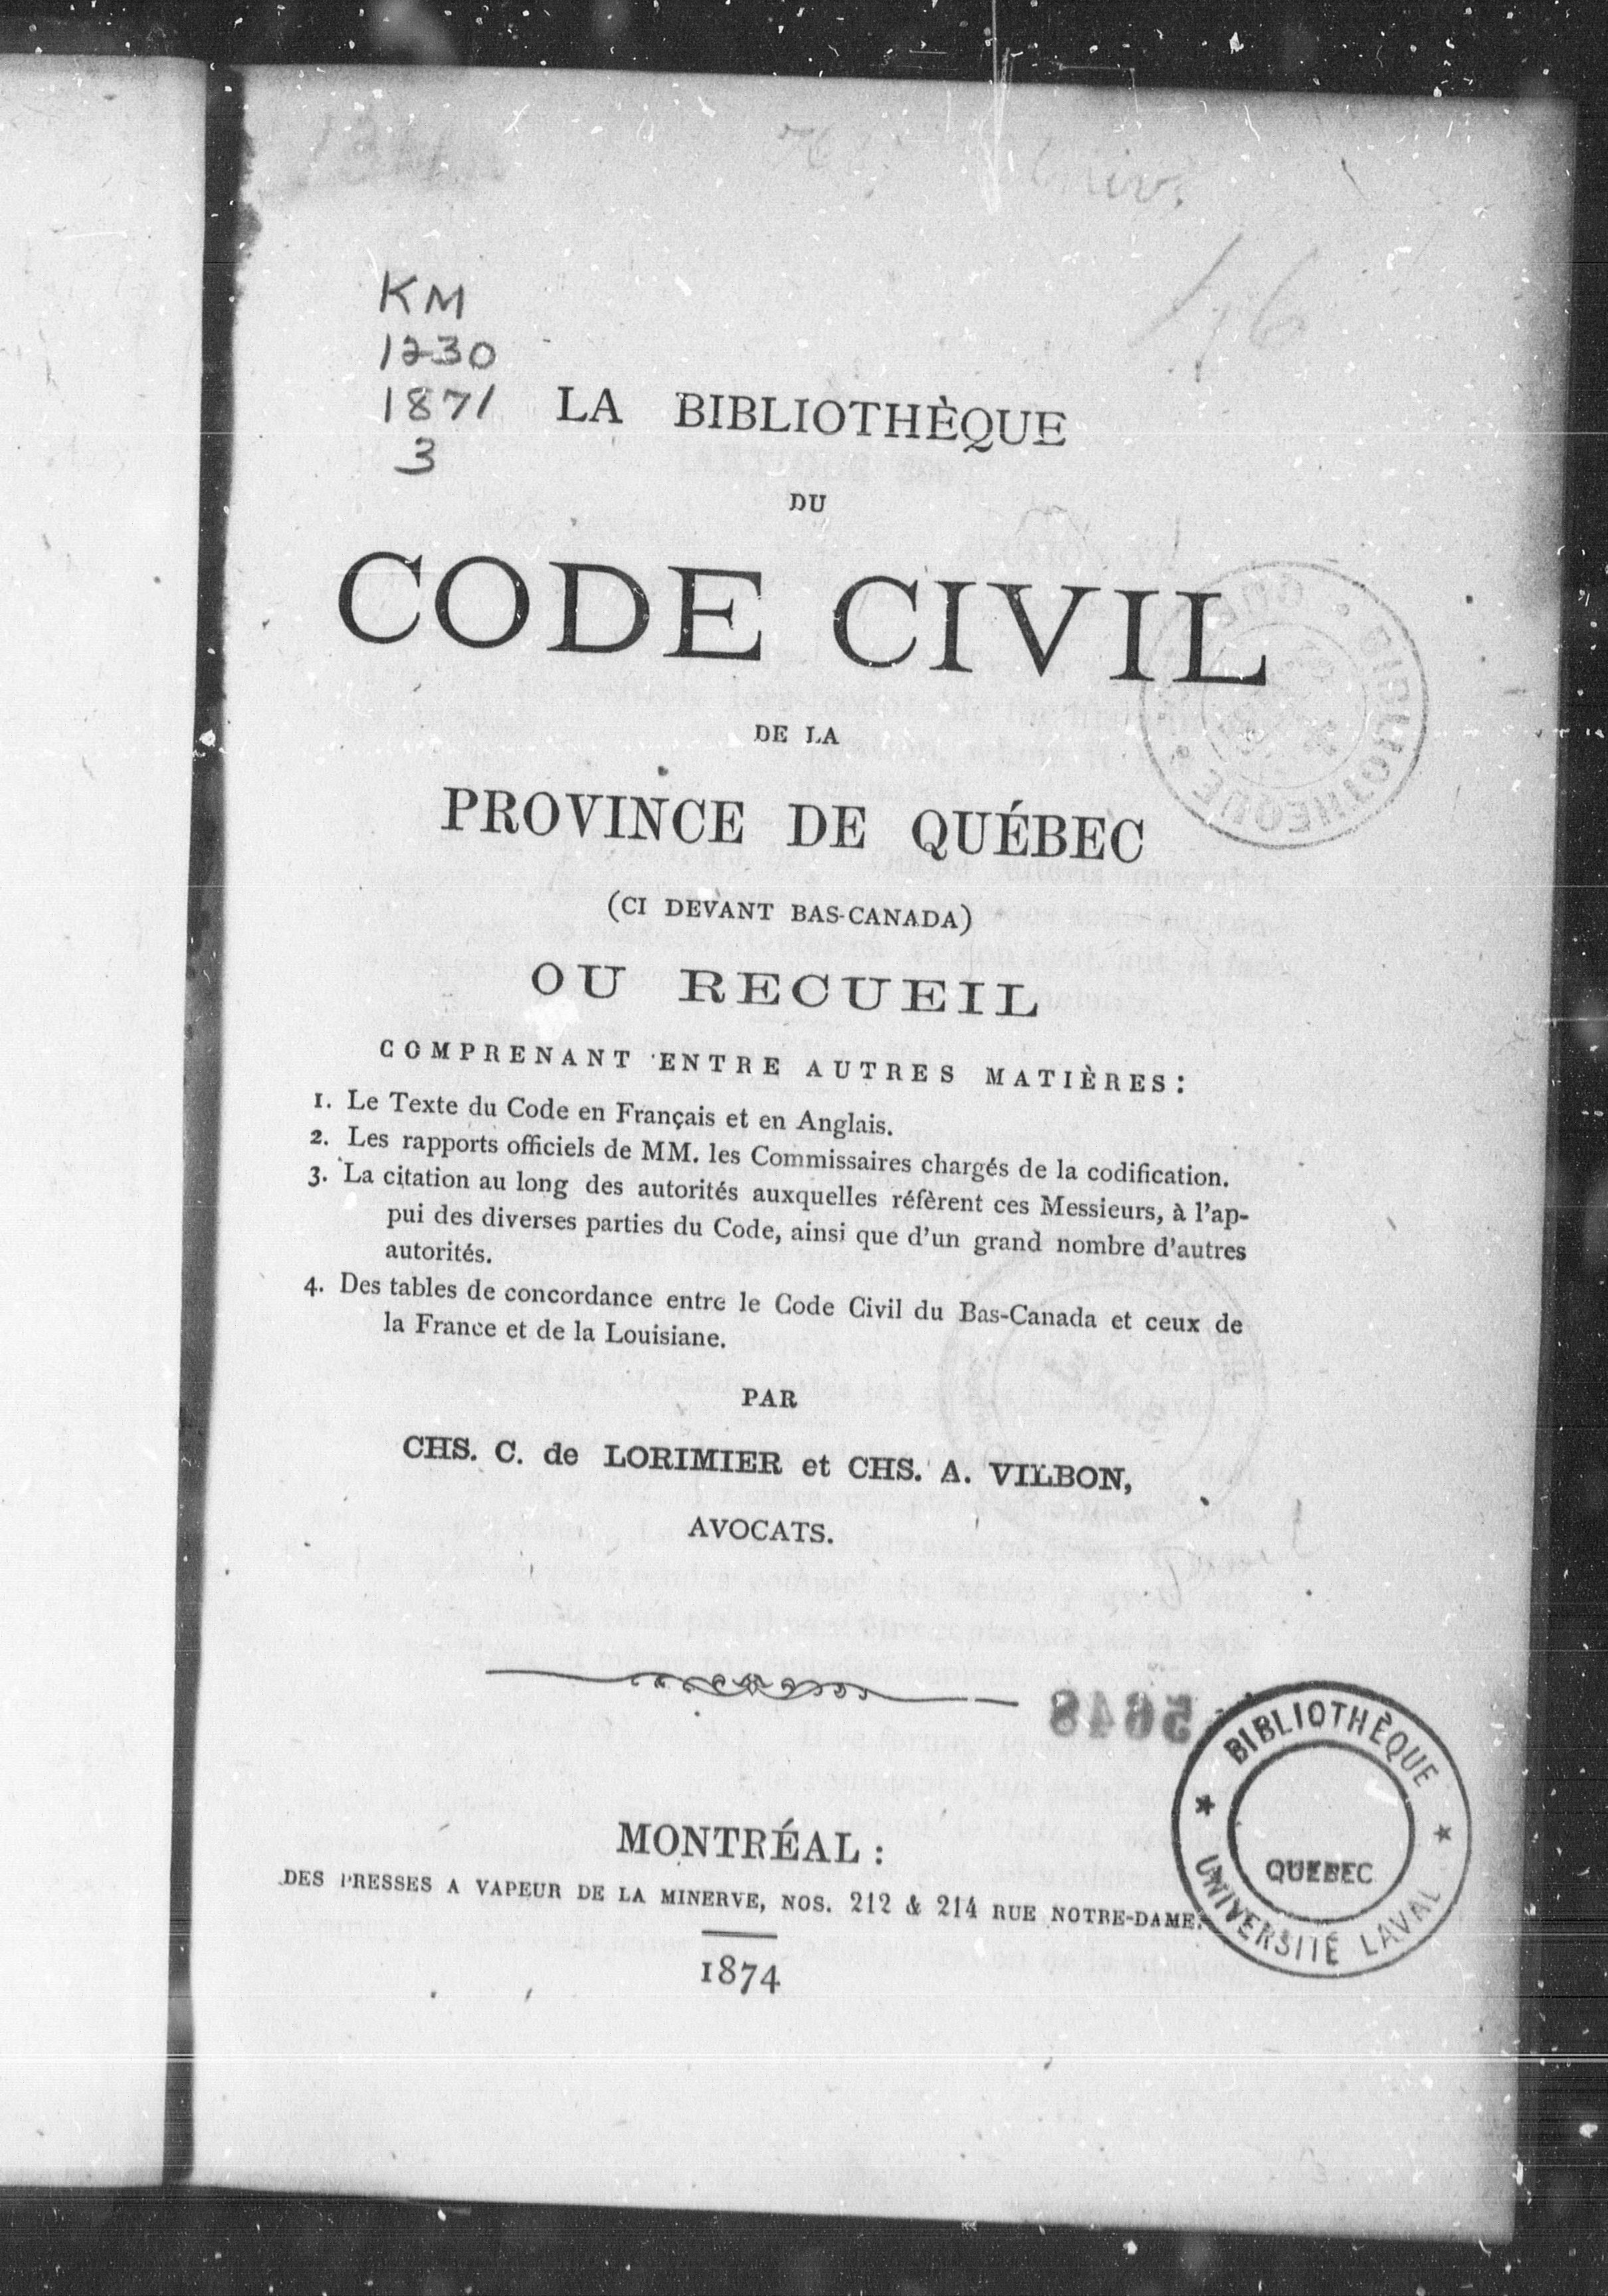 KM
1230
1871
3
LA BIBLIOTHÈQUE
DU
CODE CIVIL
DE LA
PROVINCE DE QUÉBEC
(CI DEVANT BAS-CANADA)
OU RECUEIL
COMPRENANT ENTRE AUTRES MATIÈRES:
1. Le Texte du Code en Français et en Anglais.
2. Les rapports officiels de MM. les Commissaires chargés de la codification.
3. La citation au long des autorités auxquelles réfèrent ces Messieurs, à l'ap-
pui des diverses parties du Code, ainsi que d'un grand nombre d'autres
autorités.
4. Des tables de concordance entre le Code Civil du Bas-Canada et ceux de
la France et de la Louisiane.
PAR
CHS. C. de LORIMIER et CHS. A. VILBON,
AVOCATS.
5648
BIBLIOTHÈQUE
QUEBEC
UNIVERSITÉ LAVAL
MONTRÉAL :
DES PRESSES A VAPEUR DE LA MINERVE, NOS. 212 & 214 RUE NOTRE-DAME.
1874